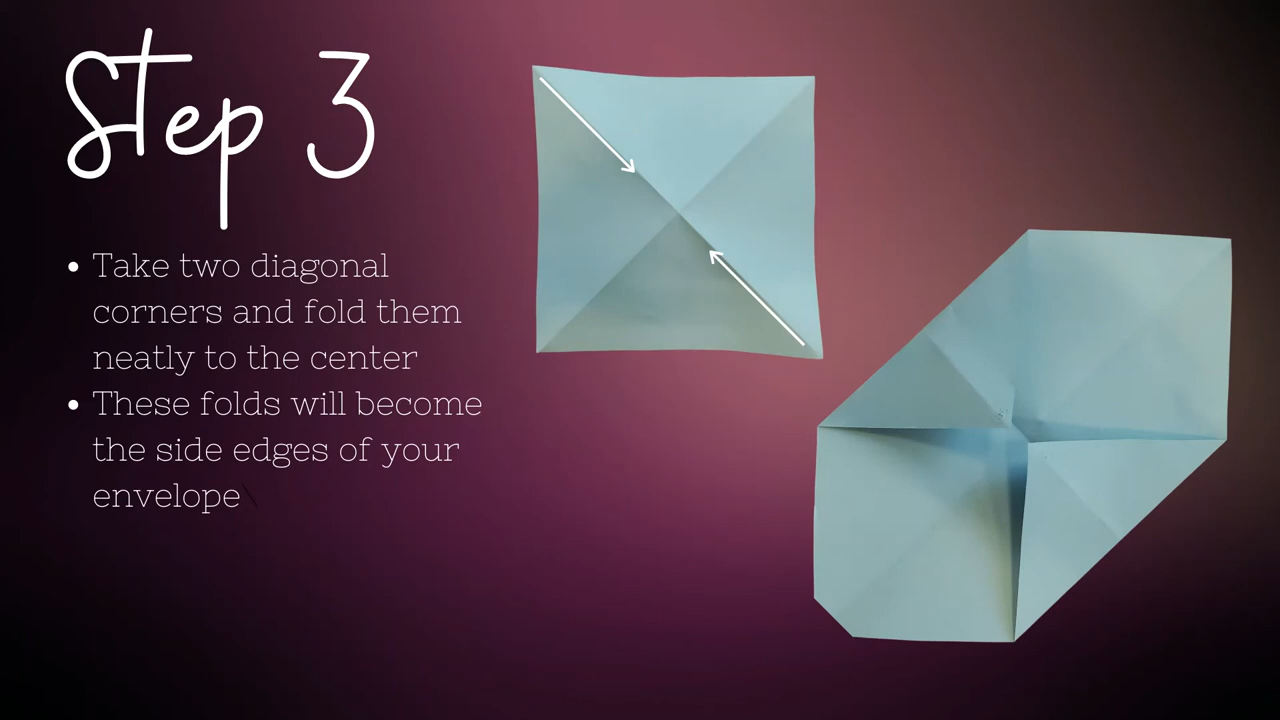 Step 3
• Take two diagonal
corners and fold them
neatly to the center
• These folds will become
the side edges of your
envelope\